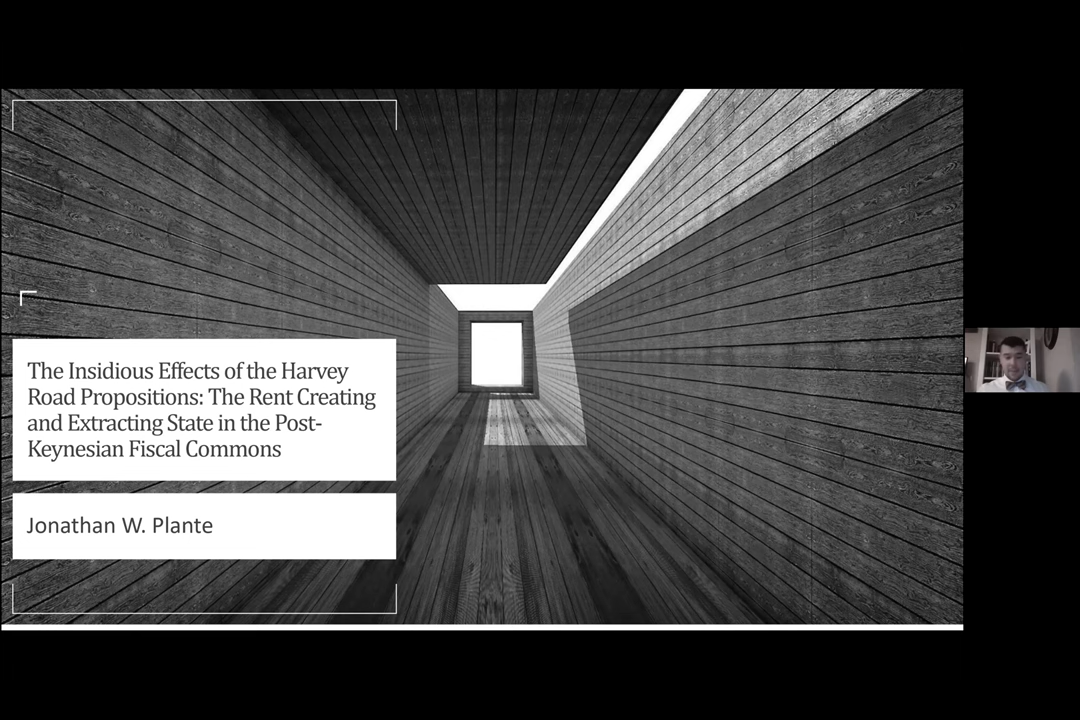 The Insidious Effects of the Harvey
Road Propositions: The Rent Creating
and Extracting State in the Post-
Keynesian Fiscal Commons
Jonathan W. Plante